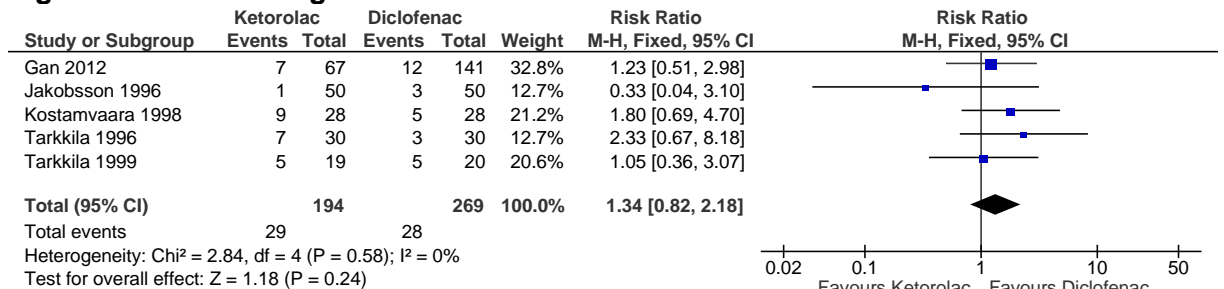 Ketorolac Diclofenac Risk Ratio Risk Ratio
Study or Subgroup Events Total Events Total Weight M-H, Fixed, 95% CI M-H, Fixed, 95% CI
Gan 2012 7 67 12 141 32.8% 1.23 [0.51, 2.98]
Jakobsson 1996 1 50 3 50 12.7% 0.33 [0.04, 3.10]
Kostamvaara 1998 9 28 5 28 21.2% 1.80 [0.69, 4.70]
Tarkkila 1996 7 30 3 30 12.7% 2.33 [0.67, 8.18]
Tarkkila 1999 5 19 5 20 20.6% 1.05 [0.36, 3.07]
Total (95% CI) 194 269 100.0% 1.34 [0.82, 2.18]
Total events 29 28
Heterogeneity: Chi² = 2.84, df = 4 (P = 0.58); I² = 0%
Test for overall effect: Z = 1.18 (P = 0.24)
0.02 0.1 1 10 50
Favours Ketorolac Favours Diclofenac